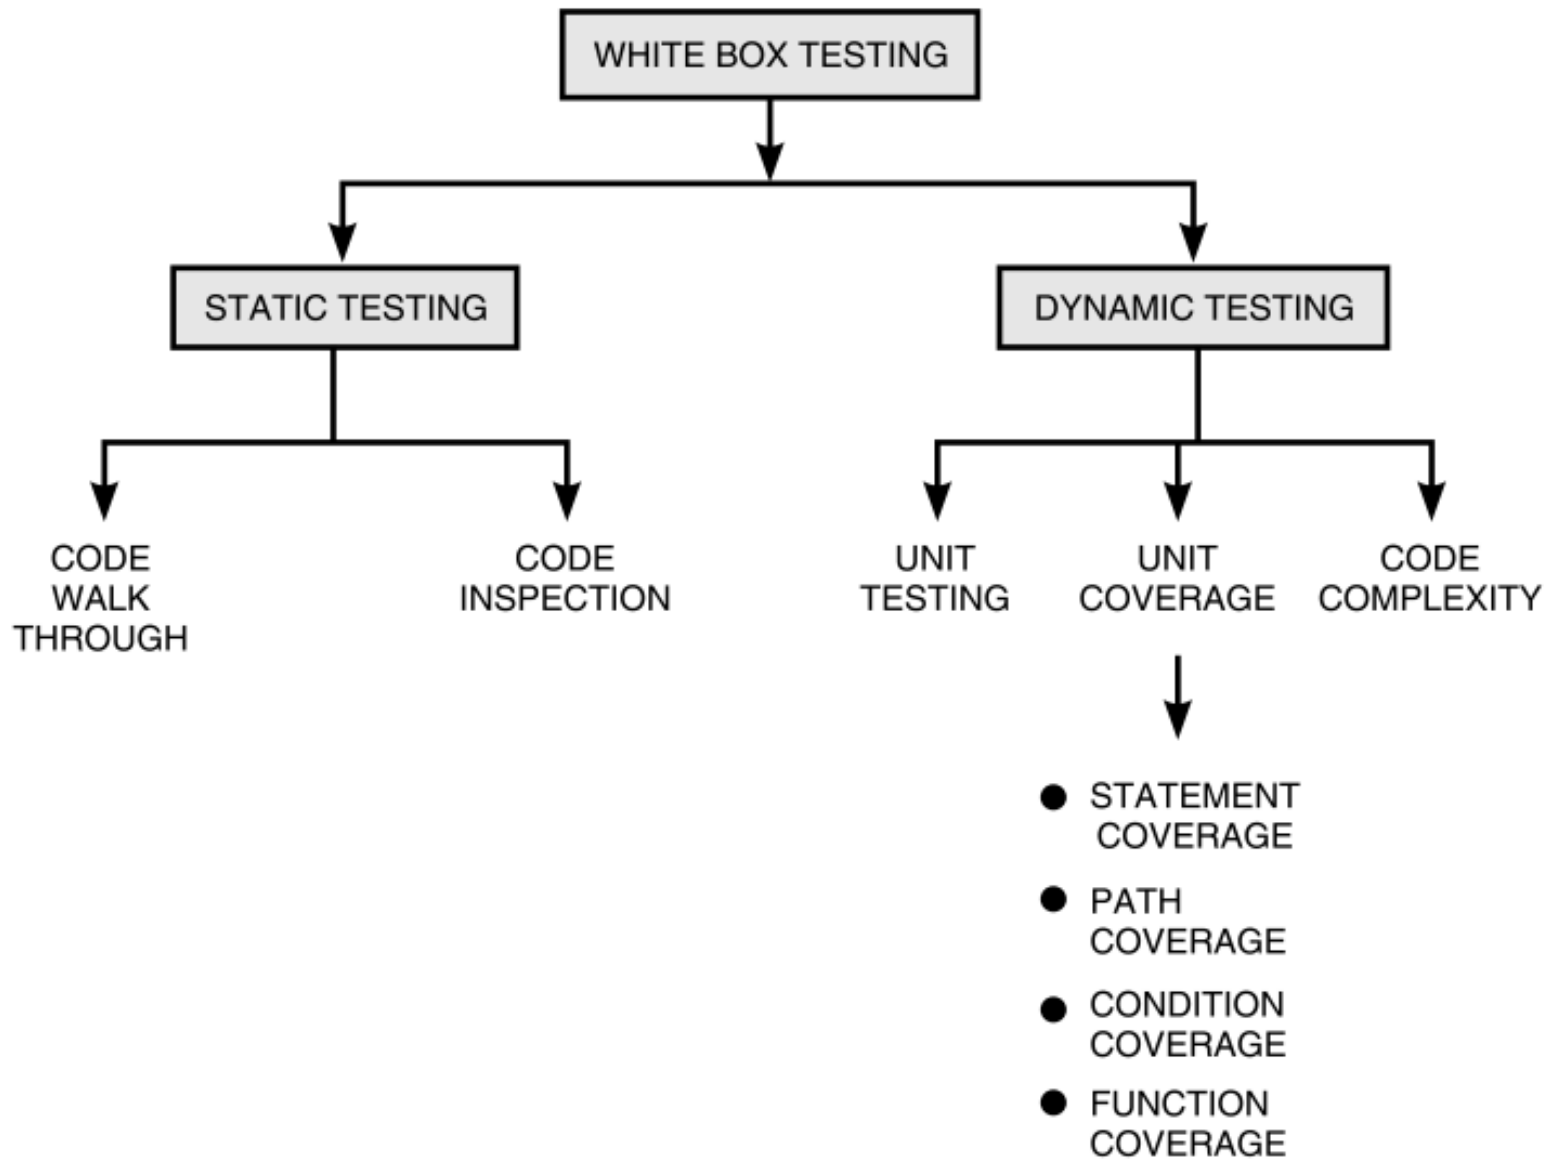 WHITE BOX TESTING
STATIC TESTING
DYNAMIC TESTING
CODE
WALK
THROUGH
CODE
INSPECTION
UNIT
TESTING
UNIT
COVERAGE
CODE
COMPLEXITY
STATEMENT
COVERAGE
PATH
COVERAGE
CONDITION
COVERAGE
FUNCTION
COVERAGE